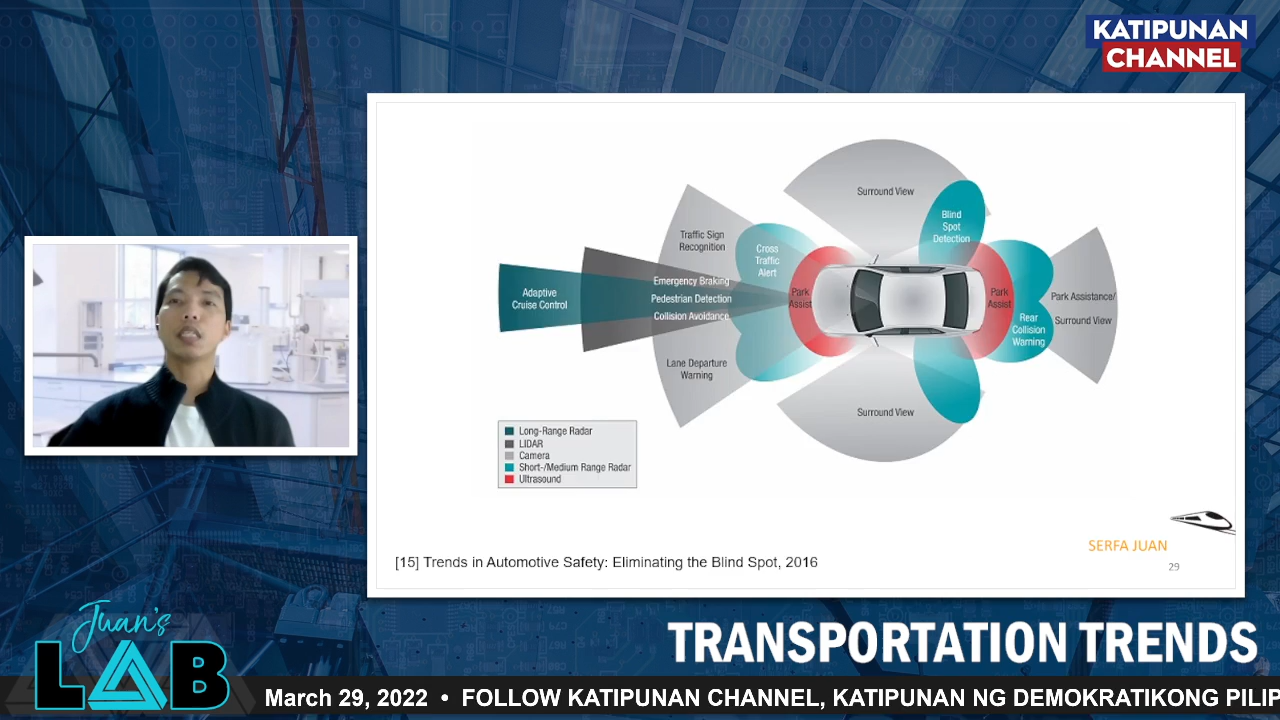 KATIPUNAN
CHANNEL
Surround View
Blind
Spot
Detection
Traffic Sign
Recognition
Cross
Traffic
Alert
Emergency Braking
Adaptive
Cruise Control
Pedestrian Detection
Collision Avoidance
Park
Assist
Park
Assist
Park Assistance/
Surround View
Rear
Collision
Warning
Lane Departure
Warning
Surround View
Long-Range Radar
LIDAR
Camera
Short-/Medium Range Radar
Ultrasound
SERFA JUAN
[15] Trends in Automotive Safety: Eliminating the Blind Spot, 2016
29
Juan's
LAB
TRANSPORTATION TRENDS
March 29, 2022 • FOLLOW KATIPUNAN CHANNEL, KATIPUNAN NG DEMOKRATIKONG PILIP